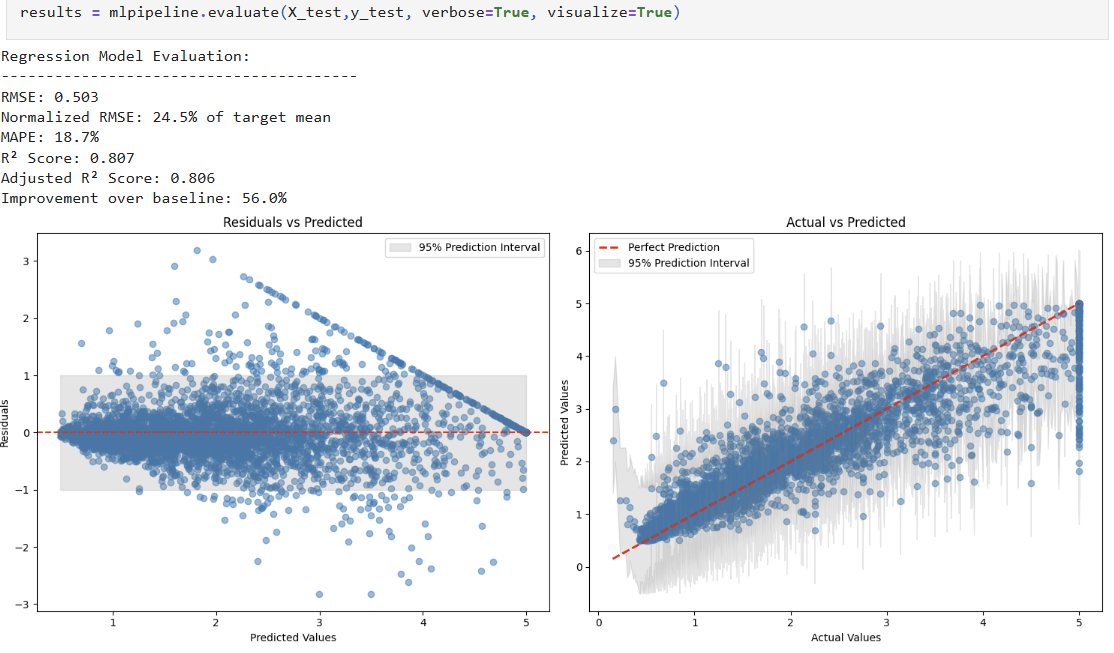 results = mlpipeline.evaluate(X_test,y_test, verbose=True, visualize=True)
Regression Model Evaluation:
----------------------------------------
RMSE: 0.503
Normalized RMSE: 24.5% of target mean
MAPE: 18.7%
R² Score: 0.807
Adjusted R² Score: 0.806
Improvement over baseline: 56.0%
Residuals vs Predicted
95% Prediction Interval
3
2
1
0
−1
−2
−3
Residuals
1 2 3 4 5
Predicted Values
Actual vs Predicted
Perfect Prediction
95% Prediction Interval
6
5
4
3
2
1
0
Predicted Values
0 1 2 3 4 5
Actual Values